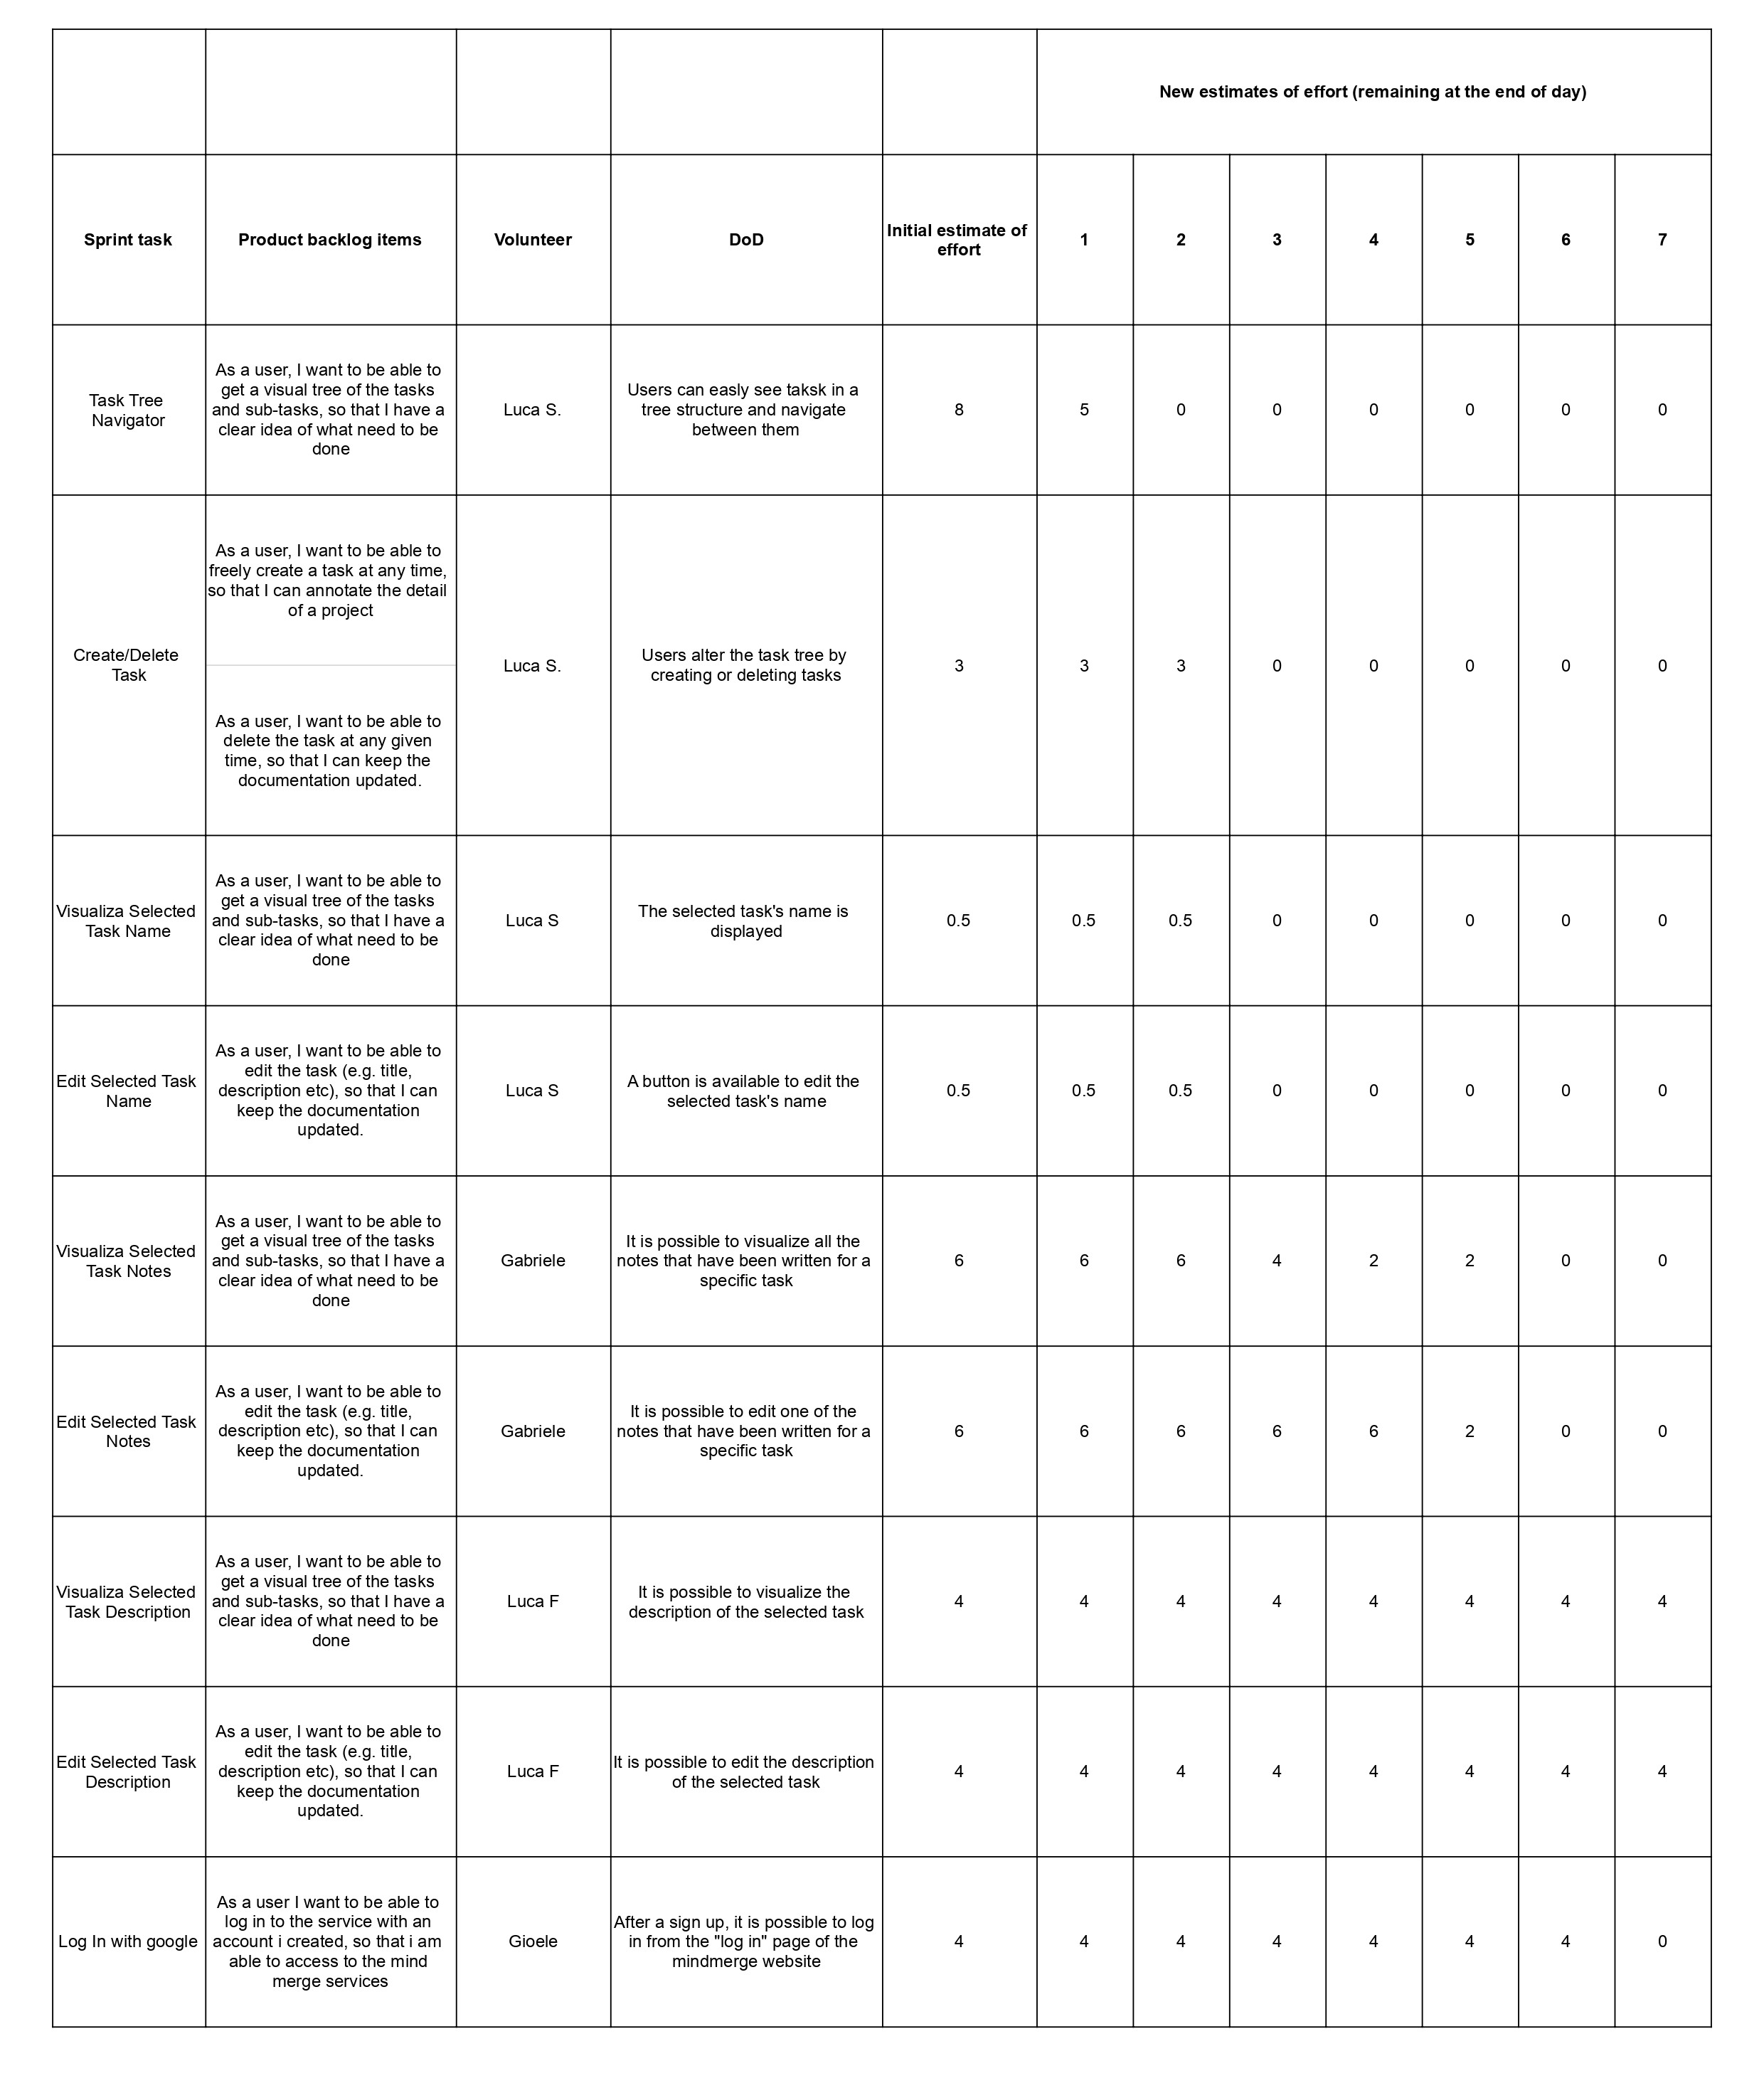 New estimates of effort (remaining at the end of day)
Sprint task
Product backlog items
Volunteer
DoD
Initial estimate of
effort
1
2
3
4
5
6
7
Task Tree
Navigator
As a user, I want to be able to
get a visual tree of the tasks
and sub-tasks, so that I have a
clear idea of what need to be
done
Luca S.
Users can easly see taksk in a
tree structure and navigate
between them
8
5
0
0
0
0
0
0
Create/Delete
Task
As a user, I want to be able to
freely create a task at any time,
so that I can annotate the detail
of a project
As a user, I want to be able to
delete the task at any given
time, so that I can keep the
documentation updated.
Luca S.
Users alter the task tree by
creating or deleting tasks
3
3
3
0
0
0
0
0
Visualiza Selected
Task Name
As a user, I want to be able to
get a visual tree of the tasks
and sub-tasks, so that I have a
clear idea of what need to be
done
Luca S
The selected task's name is
displayed
0.5
0.5
0.5
0
0
0
0
0
Edit Selected Task
Name
As a user, I want to be able to
edit the task (e.g. title,
description etc), so that I can
keep the documentation
updated.
Luca S
A button is available to edit the
selected task's name
0.5
0.5
0.5
0
0
0
0
0
Visualiza Selected
Task Notes
As a user, I want to be able to
get a visual tree of the tasks
and sub-tasks, so that I have a
clear idea of what need to be
done
Gabriele
It is possible to visualize all the
notes that have been written for a
specific task
6
6
6
4
2
2
0
0
Edit Selected Task
Notes
As a user, I want to be able to
edit the task (e.g. title,
description etc), so that I can
keep the documentation
updated.
Gabriele
It is possible to edit one of the
notes that have been written for a
specific task
6
6
6
6
6
2
0
0
Visualiza Selected
Task Description
As a user, I want to be able to
get a visual tree of the tasks
and sub-tasks, so that I have a
clear idea of what need to be
done
Luca F
It is possible to visualize the
description of the selected task
4
4
4
4
4
4
4
4
Edit Selected Task
Description
As a user, I want to be able to
edit the task (e.g. title,
description etc), so that I can
keep the documentation
updated.
Luca F
It is possible to edit the description
of the selected task
4
4
4
4
4
4
4
4
Log In with google
As a user I want to be able to
log in to the service with an
account i created, so that i am
able to access to the mind
merge services
Gioele
After a sign up, it is possible to log
in from the "log in" page of the
mindmerge website
4
4
4
4
4
4
4
0